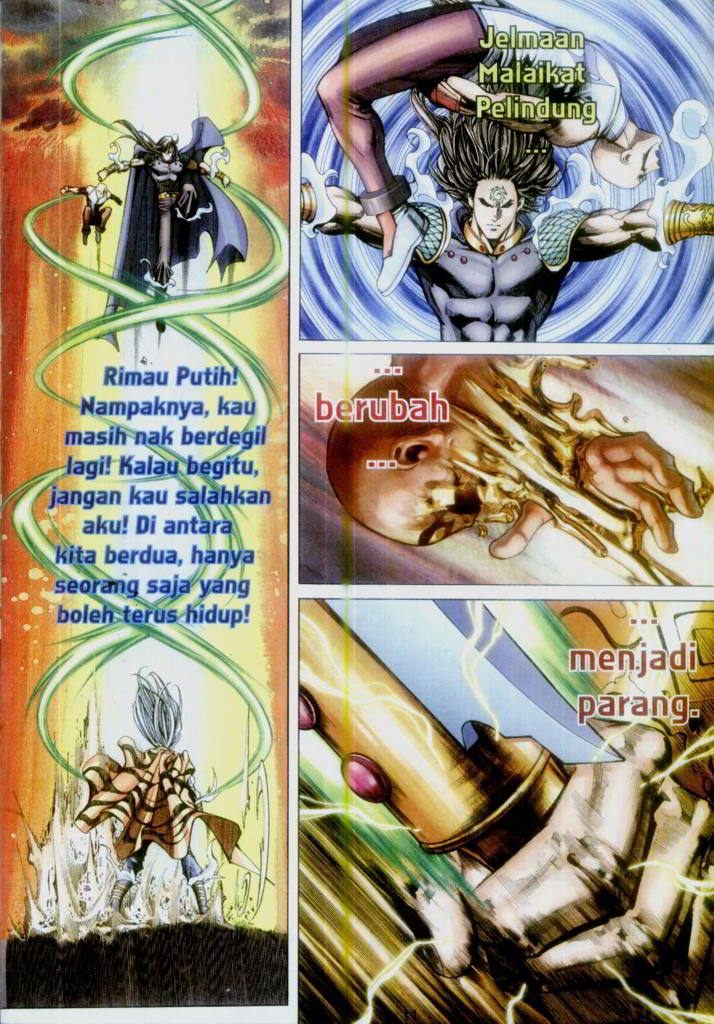 Rimau Putih!
Nampaknya, kau
masih nak berdegil
lagi! Kalau begitu,
jangan kau salahkan
aku! Di antara
kita berdua, hanya
seorang saja yang
boleh terus hidup!
Jelmaan
Malaikat
Pelindung
...
...
berubah
...
...
menjadi
parang.